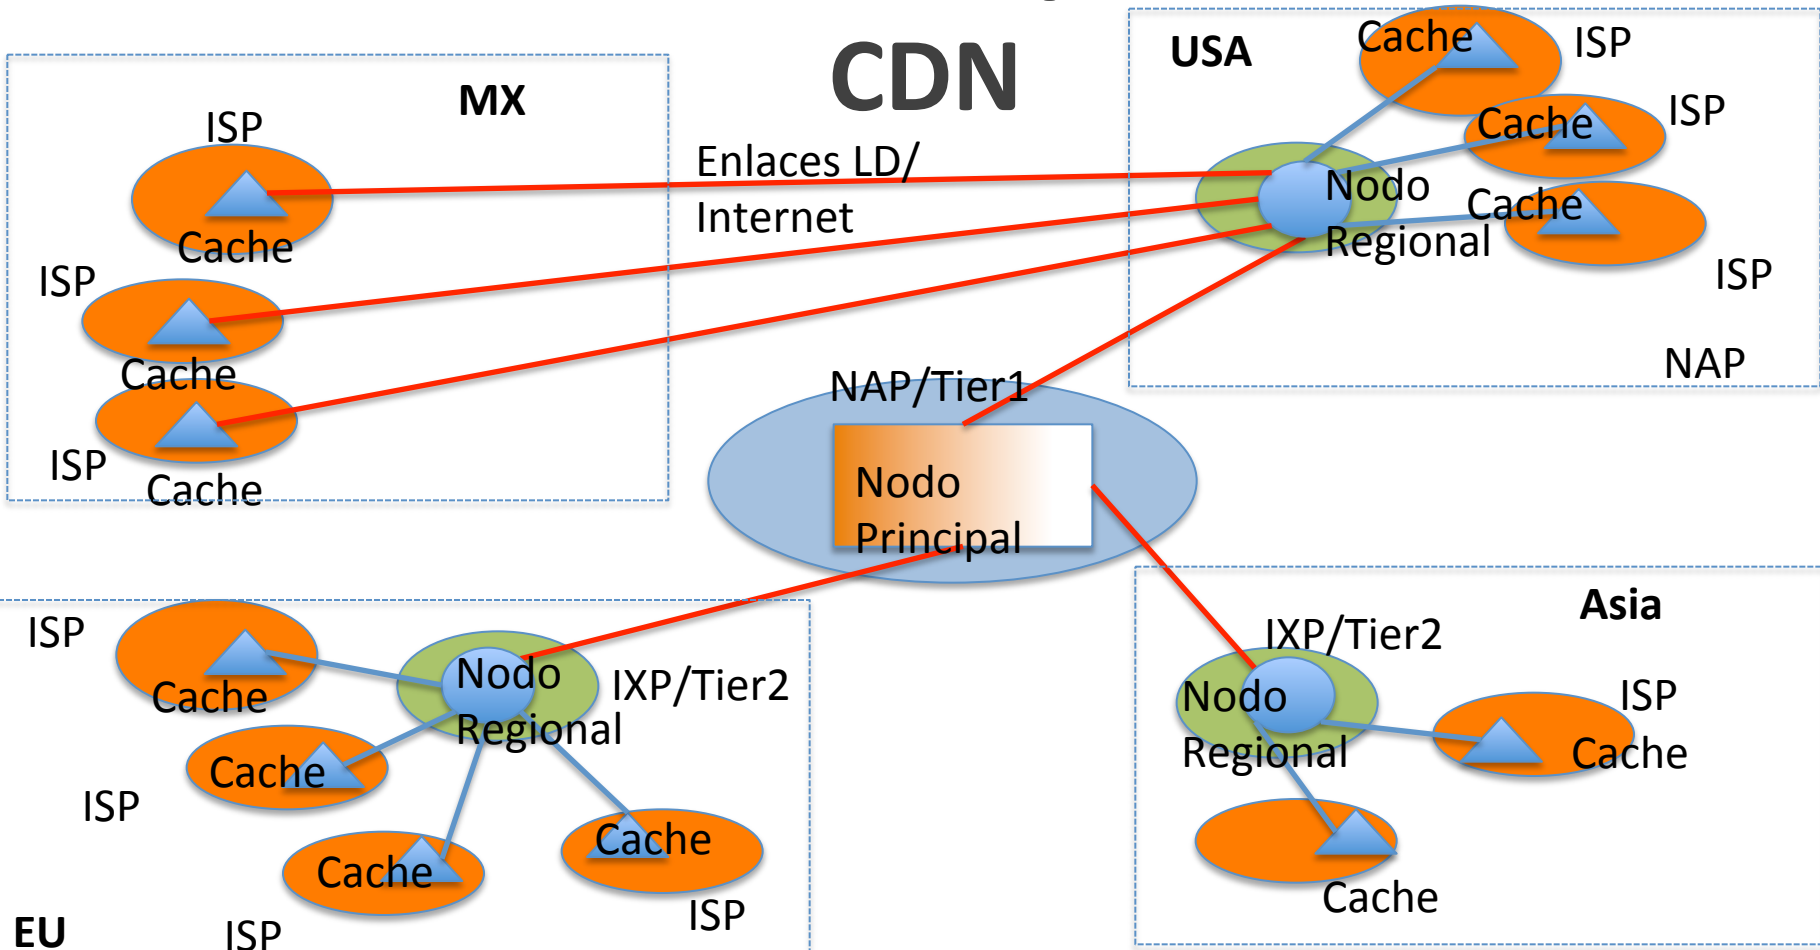 CDN
MX
ISP
Cache
ISP
Cache
ISP
Cache
Enlaces LD/
Internet
USA
Cache
ISP
Cache
ISP
Nodo
Regional
Cache
ISP
NAP
NAP/Tier1
Nodo
Principal
ISP
Cache
Nodo
Regional
IXP/Tier2
Cache
ISP
Cache
ISP
Cache
ISP
EU
Asia
IXP/Tier2
Nodo
Regional
ISP
Cache
Cache